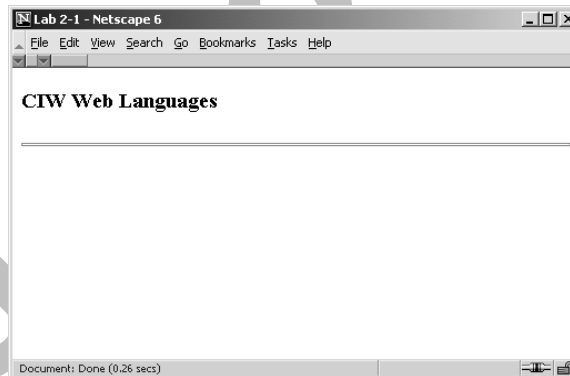 Lab 2-1 - Netscape 6
File Edit View Search Go Bookmarks Tasks Help
CIW Web Languages
Document: Done (0.26 secs)